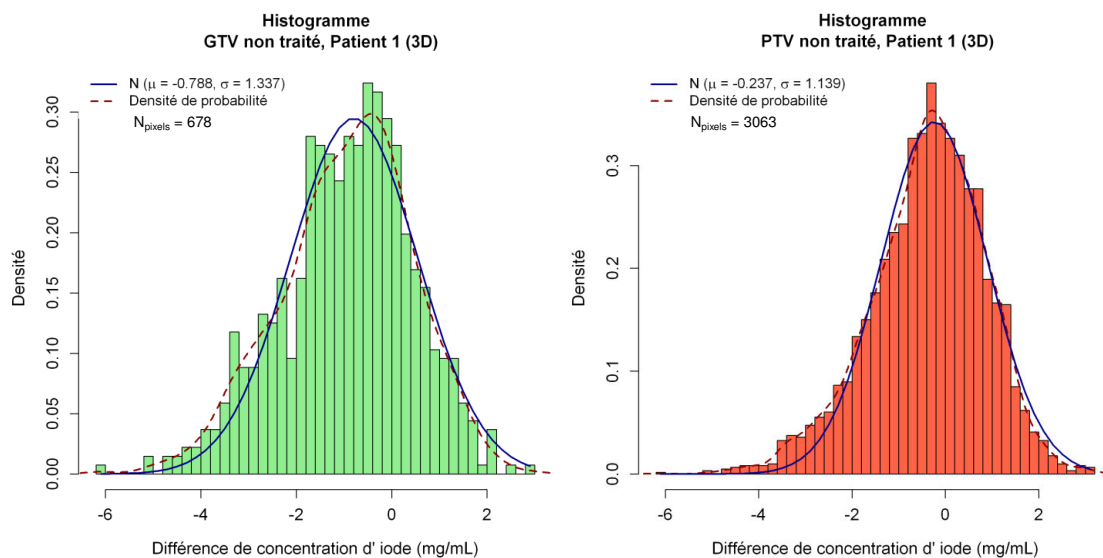 Histogramme
GTV non traité, Patient 1 (3D)
N (μ = -0.788, σ = 1.337)
Densité de probabilité
Npixels = 678
Densité
0.00
0.05
0.10
0.15
0.20
0.25
0.30
-6
-4
-2
0
2
Différence de concentration d' iode (mg/mL)
Histogramme
PTV non traité, Patient 1 (3D)
N (μ = -0.237, σ = 1.139)
Densité de probabilité
Npixels = 3063
Densité
0.0
0.1
0.2
0.3
-6
-4
-2
0
2
Différence de concentration d' iode (mg/mL)